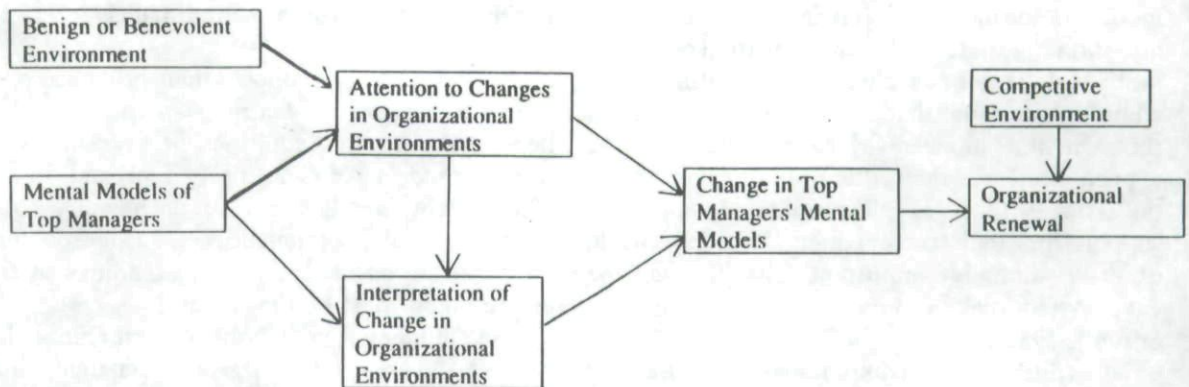 Benign or Benevolent
Environment
Attention to Changes
in Organizational
Environments
Competitive
Environment
Mental Models of
Top Managers
Change in Top
Managers' Mental
Models
Organizational
Renewal
Interpretation of
Change in
Organizational
Environments